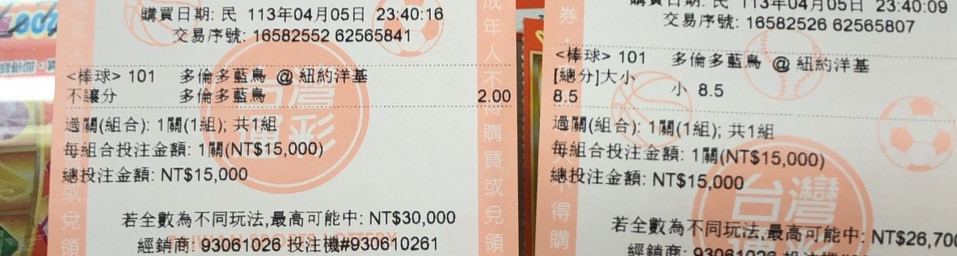 購買日期: 民 113年04月05日 23:40:16
交易序號: 16582552 62565841
<棒球> 101 多倫多藍鳥 @ 紐約洋基
不讓分 多倫多藍鳥 2.00
過關(組合): 1關(1組); 共1組
每組合投注金額: 1關(NT$15,000)
總投注金額: NT$15,000
若全數為不同玩法,最高可能中: NT$30,000
經銷商: 93061026 投注機#930610261
成年人不得購買或兌領
購買日期: 民 113年04月05日 23:40:09
交易序號: 16582526 62565807
<棒球> 101 多倫多藍鳥 @ 紐約洋基
[總分]大小
8.5 小 8.5
過關(組合): 1關(1組); 共1組
每組合投注金額: 1關(NT$15,000)
總投注金額: NT$15,000
若全數為不同玩法,最高可能中: NT$26,700
經銷商: 93061026 投注機#930610261
台灣
運彩
台灣